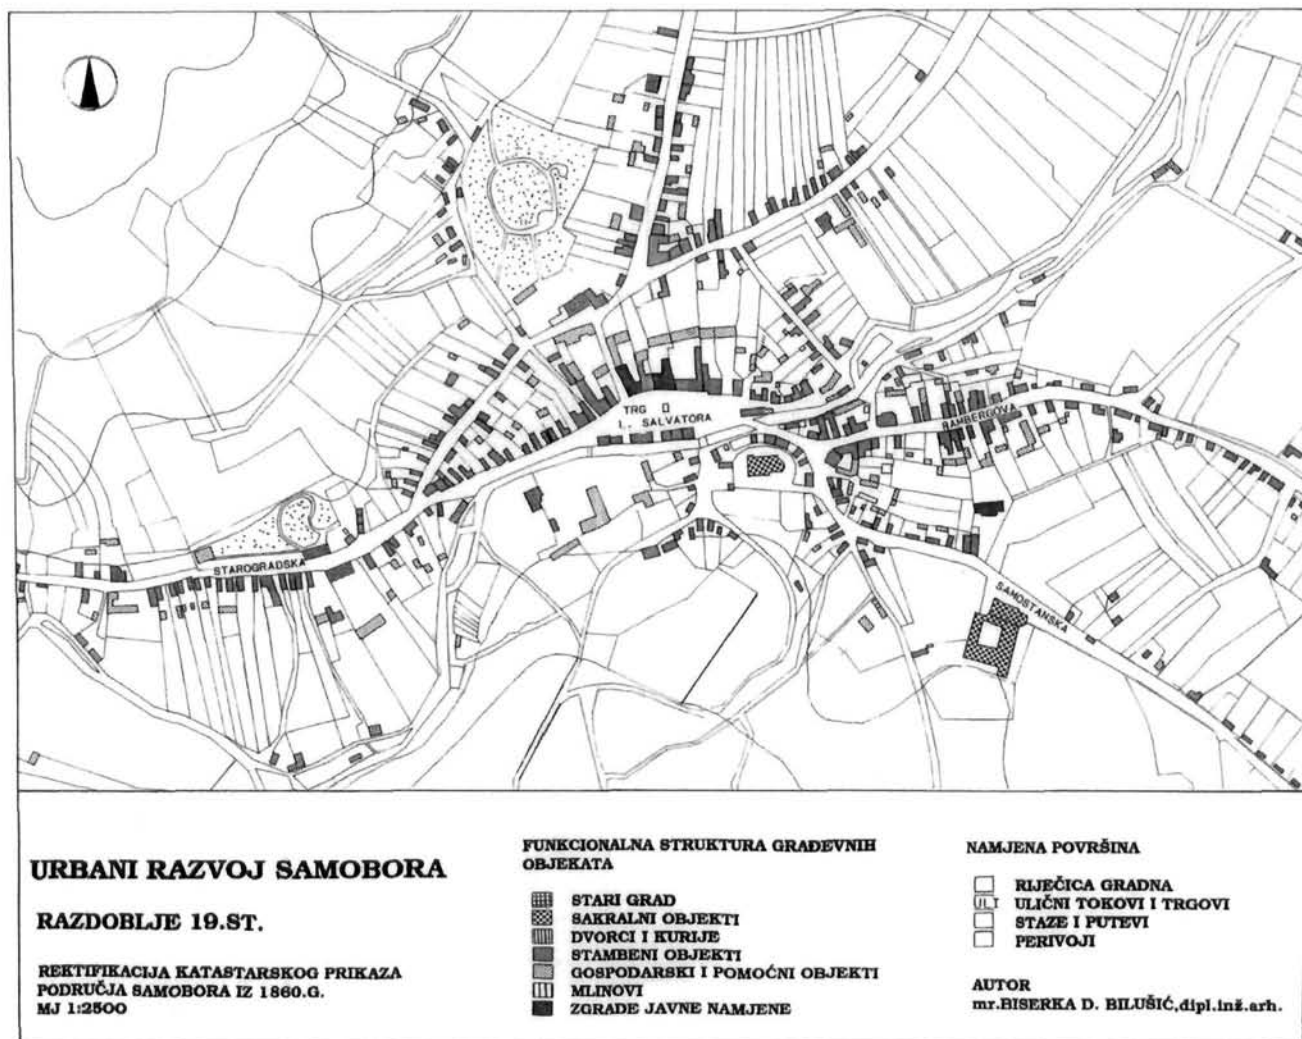 TRG
L. SALVATORA
BAMBERGOVA
STAROGRADSKA
SAMOSTANSKA
URBANI RAZVOJ SAMOBORA
RAZDOBLJE 19.ST.
REKTIFIKACIJA KATASTARSKOG PRIKAZA
PODRUČJA SAMOBORA IZ 1860.G.
MJ 1:2500
FUNKCIONALNA STRUKTURA GRAĐEVNIH
OBJEKATA
STARI GRAD
SAKRALNI OBJEKTI
DVORCI I KURIJE
STAMBENI OBJEKTI
GOSPODARSKI I POMOĆNI OBJEKTI
MLINOVI
ZGRADE JAVNE NAMJENE
NAMJENA POVRŠINA
RIJEČICA GRADNA
ULIČNI TOKOVI I TRGOVI
STAZE I PUTEVI
PERIVOJI
AUTOR
mr.BISERKA D. BILUŠIĆ,dipl.inž.arh.